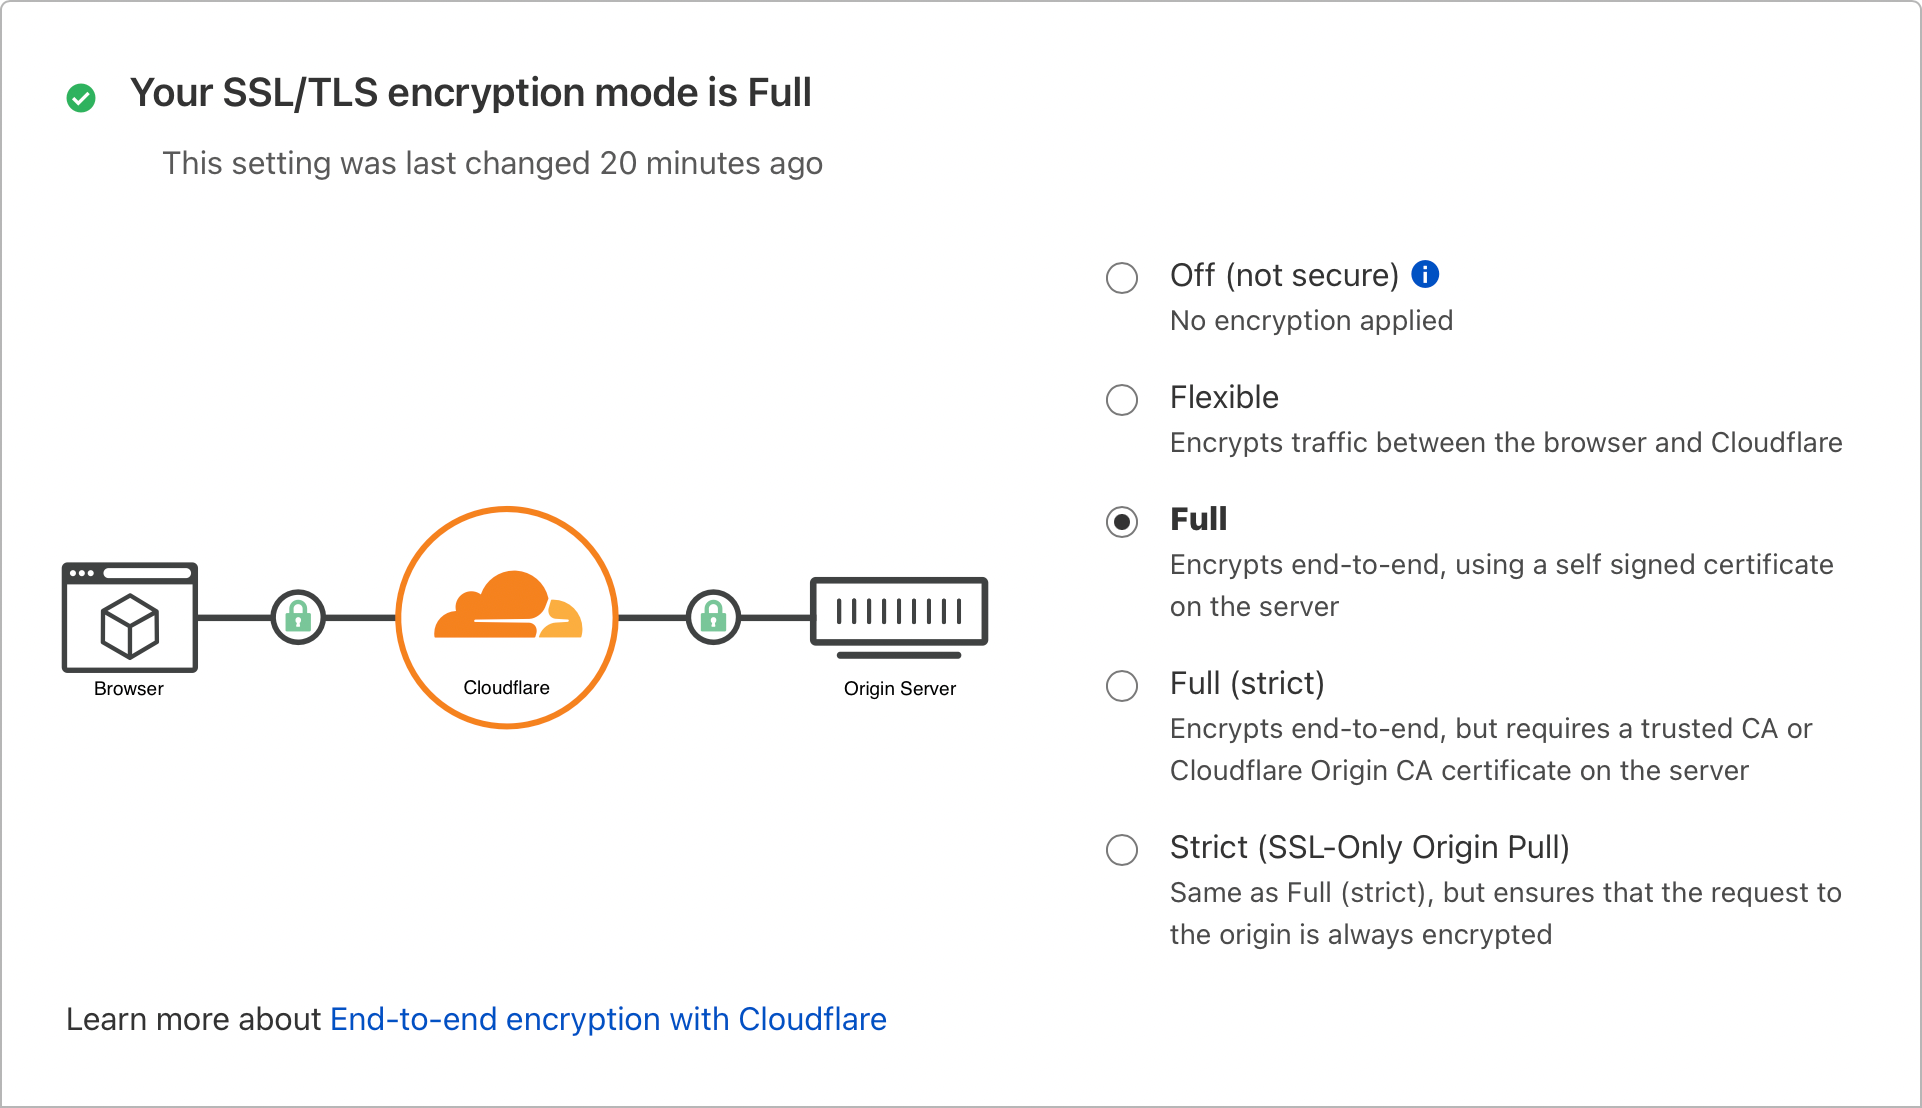 Your SSL/TLS encryption mode is Full
This setting was last changed 20 minutes ago
Off (not secure)
No encryption applied
Flexible
Encrypts traffic between the browser and Cloudflare
Full
Encrypts end-to-end, using a self signed certificate
on the server
Full (strict)
Encrypts end-to-end, but requires a trusted CA or
Cloudflare Origin CA certificate on the server
Strict (SSL-Only Origin Pull)
Same as Full (strict), but ensures that the request to
the origin is always encrypted
Browser
Cloudflare
Origin Server
Learn more about End-to-end encryption with Cloudflare